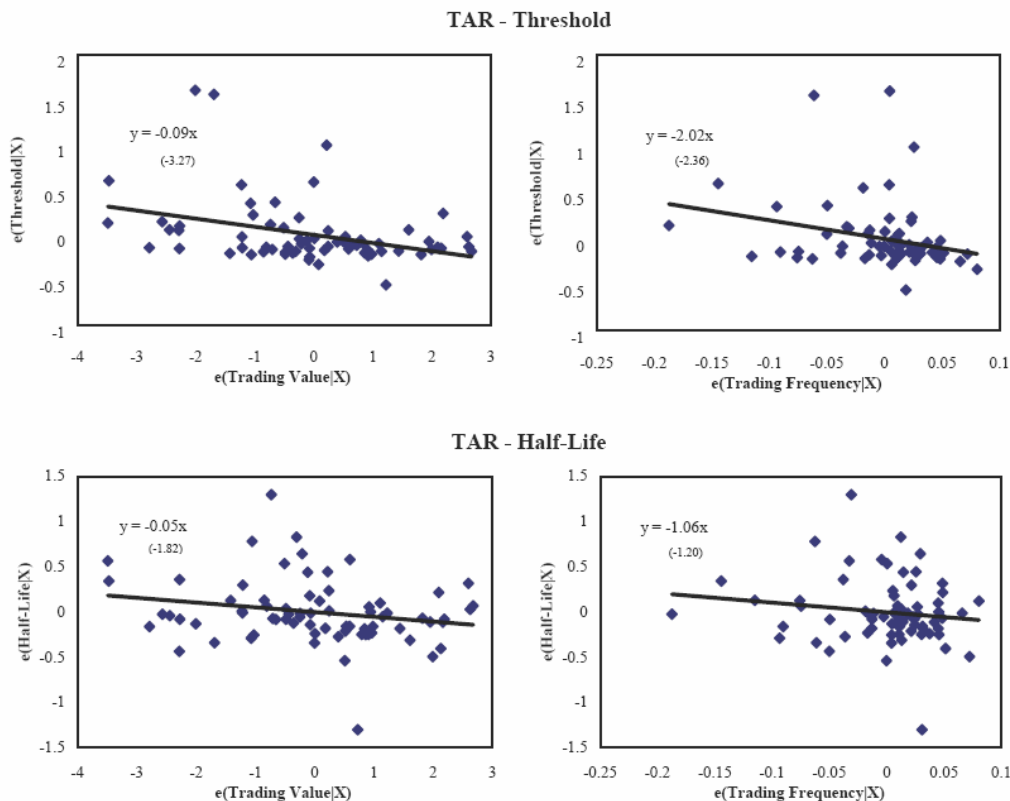 TAR - Threshold
e(Threshold|X)
2
1.5
1
0.5
0
-0.5
-1
y = -0.09x
(-3.27)
-4 -3 -2 -1 0 1 2 3
e(Trading Value|X)
e(Threshold|X)
2
1.5
1
0.5
0
-0.5
-1
y = -2.02x
(-2.36)
-0.25 -0.2 -0.15 -0.1 -0.05 0 0.05 0.1
e(Trading Frequency|X)
TAR - Half-Life
e(Half-Life|X)
1.5
1
0.5
0
-0.5
-1
-1.5
y = -0.05x
(-1.82)
-4 -3 -2 -1 0 1 2 3
e(Trading Value|X)
e(Half-Life|X)
1.5
1
0.5
0
-0.5
-1
-1.5
y = -1.06x
(-1.20)
-0.25 -0.2 -0.15 -0.1 -0.05 0 0.05 0.1
e(Trading Frequency|X)